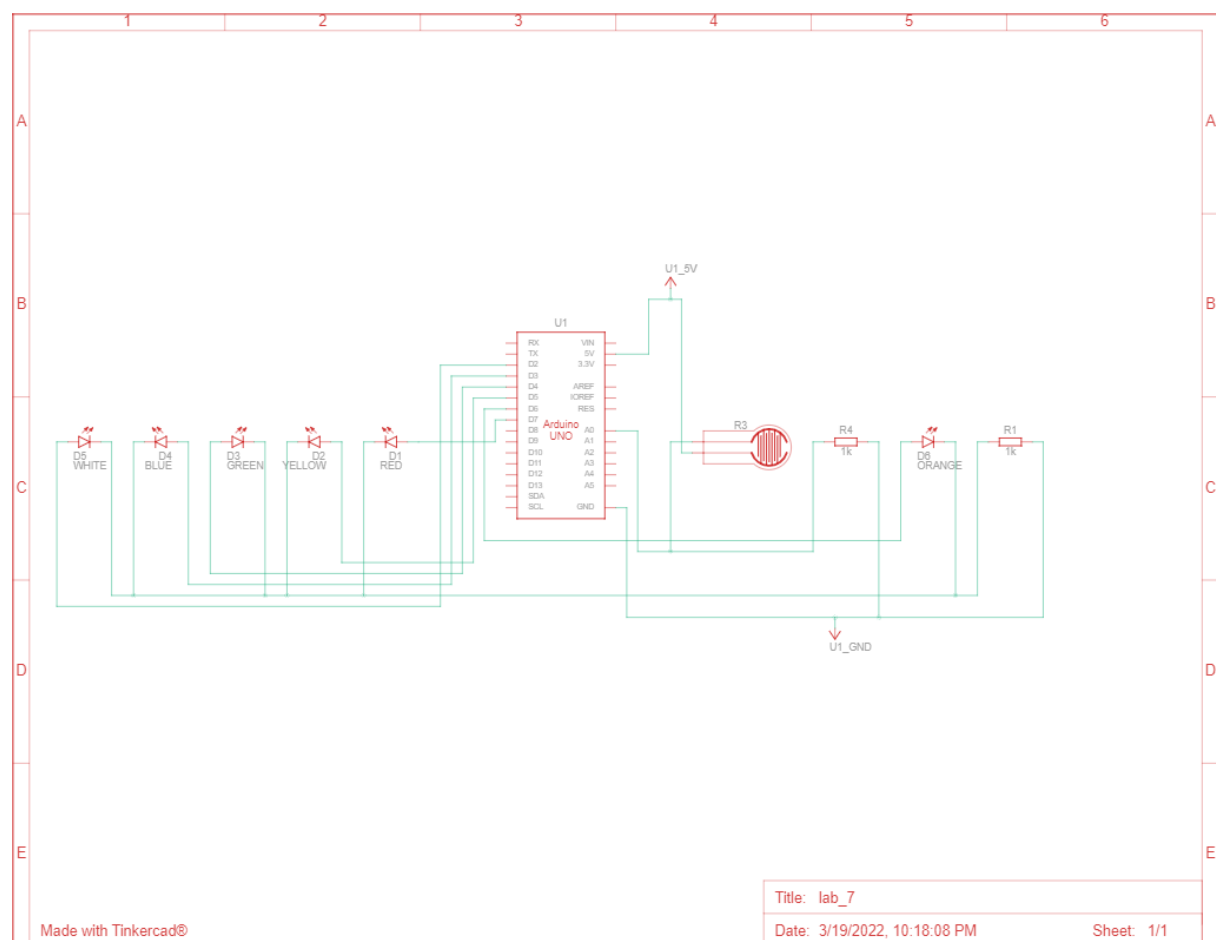 1 2 3 4 5 6
A A
B B
C C
D D
E E
U1_5V
U1
RX VIN
TX 5V
D2 3.3V
D3
D4 AREF
D5 IOREF
D6 RES
D7
D8 A0
D9 A1
D10 A2
D11 A3
D12 A4
D13 A5
SDA
SCL GND
Arduino
UNO
D5
WHITE
D4
BLUE
D3
GREEN
D2
YELLOW
D1
RED
R3
R4
1k
D6
ORANGE
R1
1k
U1_GND
Title: lab_7
Made with Tinkercad®
Date: 3/19/2022, 10:18:08 PM Sheet: 1/1